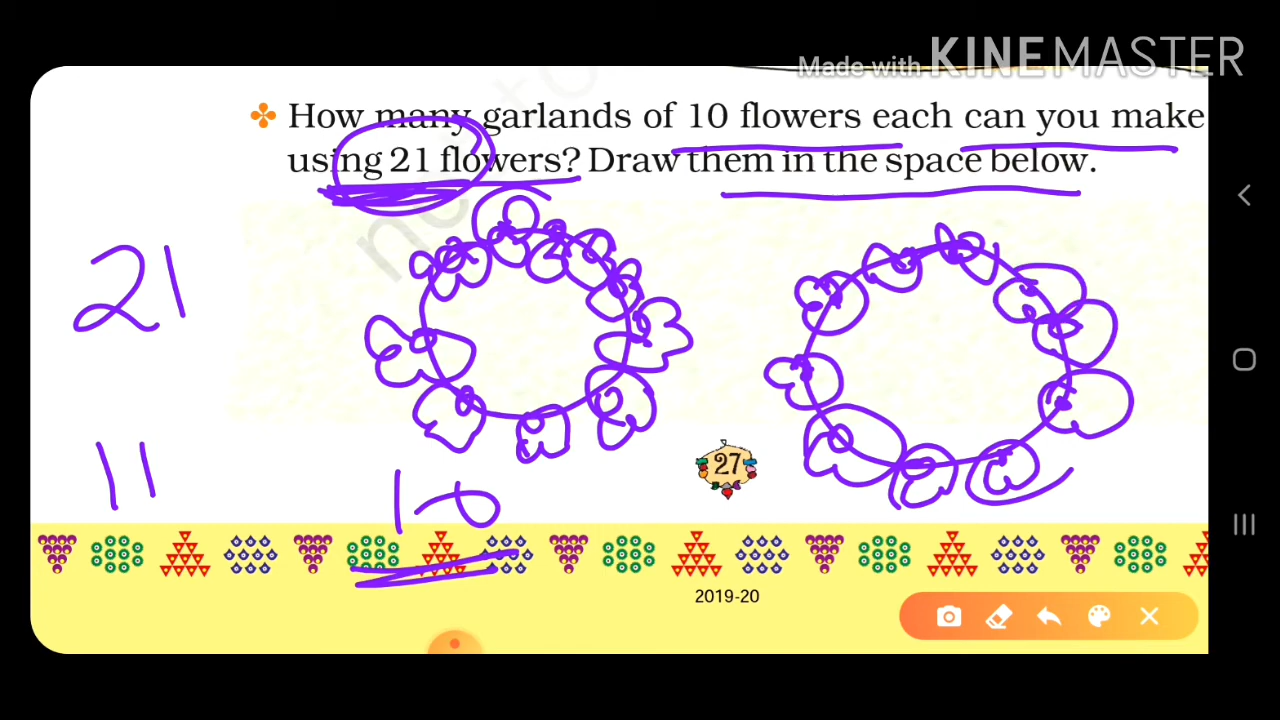 Made with KINEMASTER
How many garlands of 10 flowers each can you make
using 21 flowers? Draw them in the space below.
21
27
11
10
2019-20